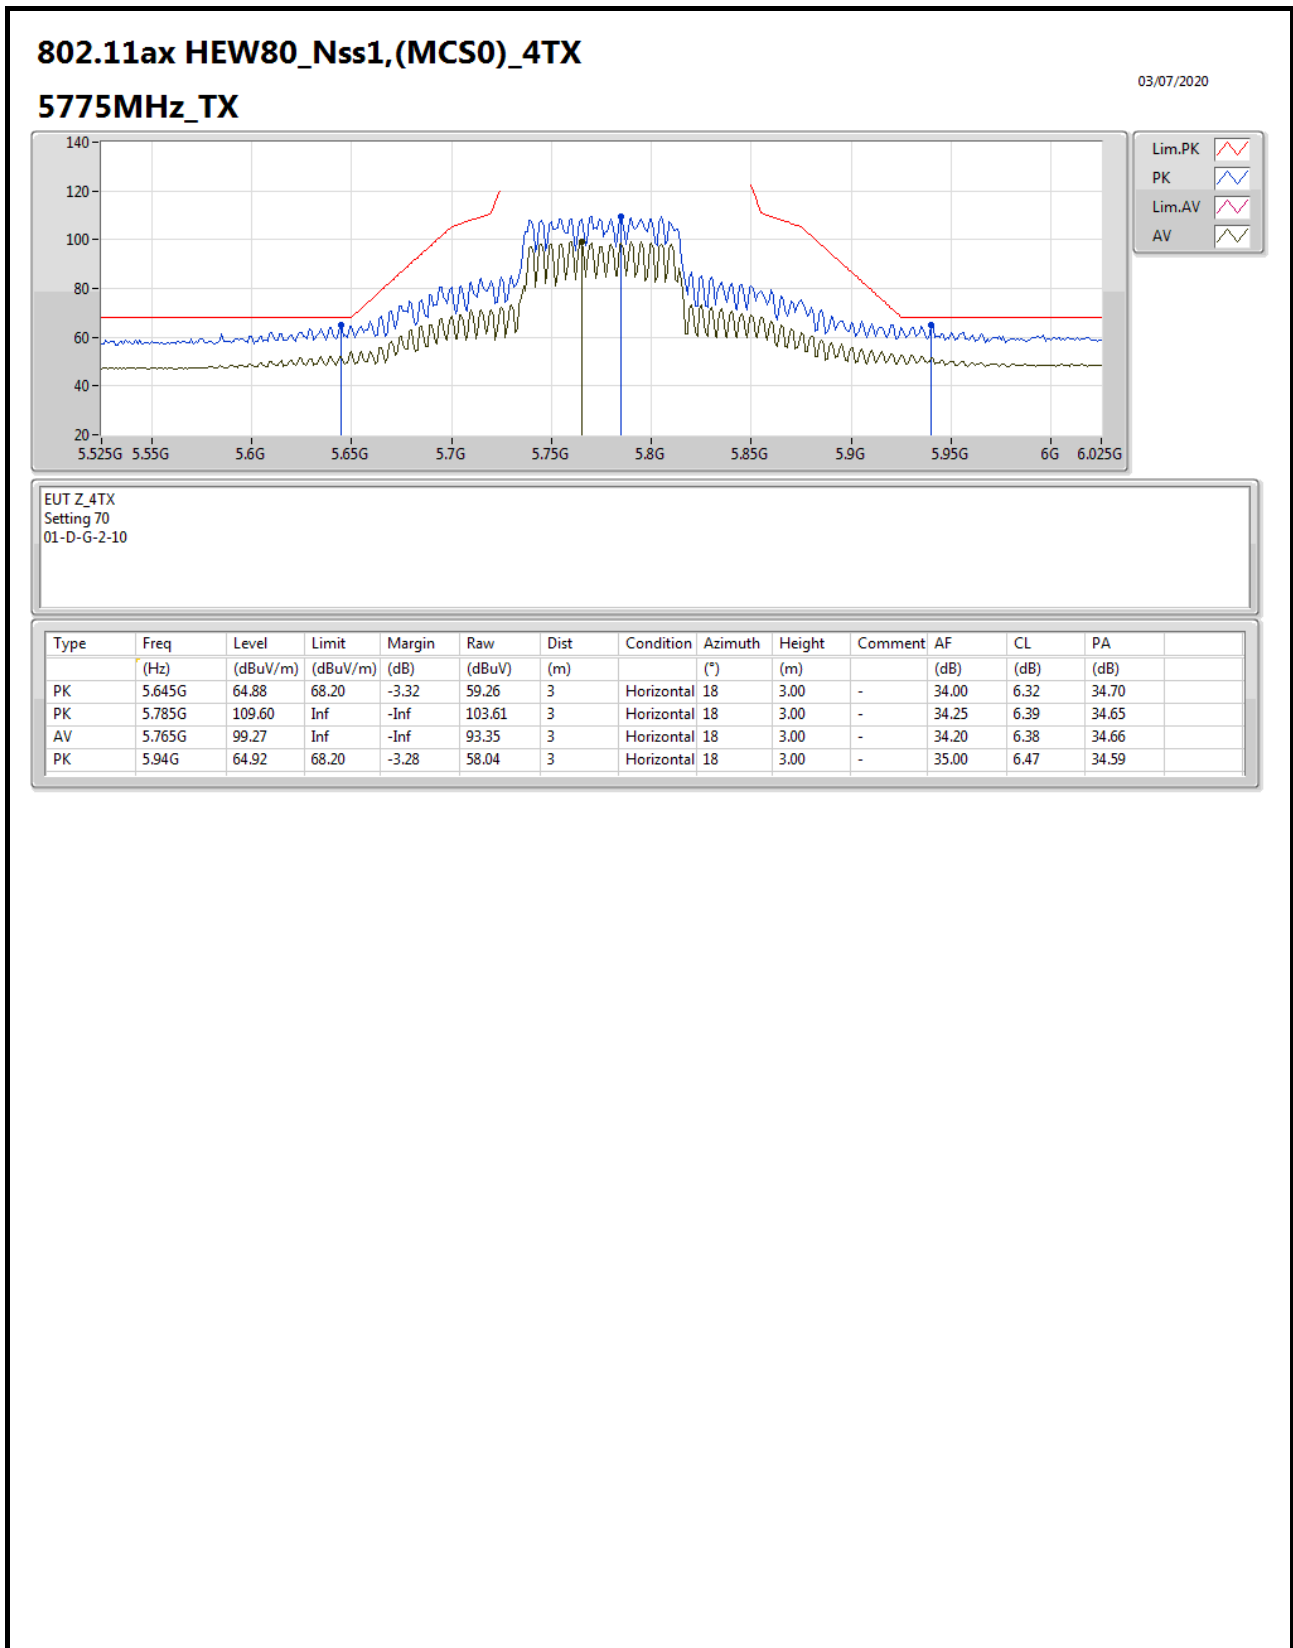 802.11ax HEW80_Nss1,(MCS0)_4TX
03/07/2020
5775MHz_TX
140
120
100
80
60
40
20
5.525G 5.55G 5.6G 5.65G 5.7G 5.75G 5.8G 5.85G 5.9G 5.95G 6G 6.025G
Lim.PK
PK
Lim.AV
AV
EUT Z_4TX
Setting 70
01-D-G-2-10
Type Freq Level Limit Margin Raw Dist Condition Azimuth Height Comment AF CL PA
(Hz) (dBuV/m) (dBuV/m) (dB) (dBuV) (m) (°) (m) (dB) (dB) (dB)
PK 5.645G 64.88 68.20 -3.32 59.26 3 Horizontal 18 3.00 - 34.00 6.32 34.70
PK 5.785G 109.60 Inf -Inf 103.61 3 Horizontal 18 3.00 - 34.25 6.39 34.65
AV 5.765G 99.27 Inf -Inf 93.35 3 Horizontal 18 3.00 - 34.20 6.38 34.66
PK 5.94G 64.92 68.20 -3.28 58.04 3 Horizontal 18 3.00 - 35.00 6.47 34.59